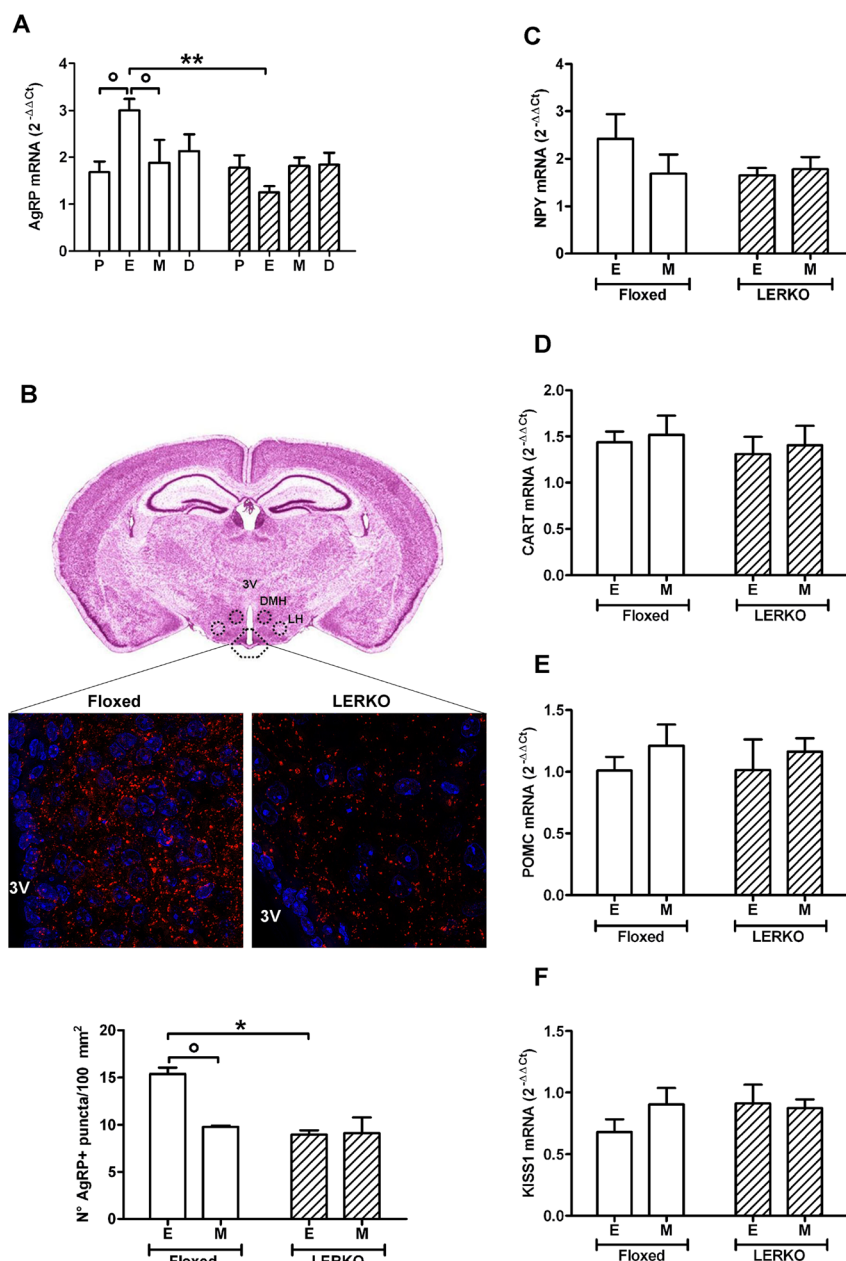 A
AgRP mRNA (2^-ΔΔCt)
4
3
2
1
0
**
P E M D P E M D
B
3V
DMH
LH
Floxed LERKO
3V
3V
N° AgRP+ puncta/100 mm²
20
15
10
5
0
*
E M E M
Floxed LERKO
C
NPY mRNA (2^-ΔΔCt)
4
3
2
1
0
E M E M
Floxed LERKO
D
CART mRNA (2^-ΔΔCt)
2.0
1.5
1.0
0.5
0.0
E M E M
Floxed LERKO
E
POMC mRNA (2^-ΔΔCt)
1.5
1.0
0.5
0.0
E M E M
Floxed LERKO
F
KISS1 mRNA (2^-ΔΔCt)
1.5
1.0
0.5
0.0
E M E M
Floxed LERKO